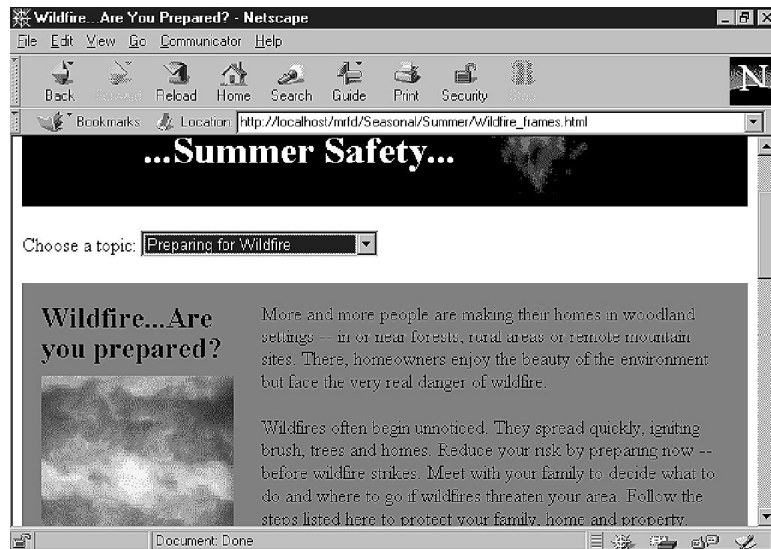 Wildfire...Are You Prepared? - Netscape
File Edit View Go Communicator Help
Back Forward Reload Home Search Guide Print Security Stop
N
Bookmarks Location: http://localhost/mrfd/Seasonal/Summer/Wildfire_frames.html
...Summer Safety...
Choose a topic: Preparing for Wildfire
Wildfire...Are
you prepared?
More and more people are making their homes in woodland
settings -- in or near forests, rural areas or remote mountain
sites. There, homeowners enjoy the beauty of the environment
but face the very real danger of wildfire.
Wildfires often begin unnoticed. They spread quickly, igniting
brush, trees and homes. Reduce your risk by preparing now --
before wildfire strikes. Meet with your family to decide what to
do and where to go if wildfires threaten your area. Follow the
steps listed here to protect your family, home and property.
Document: Done